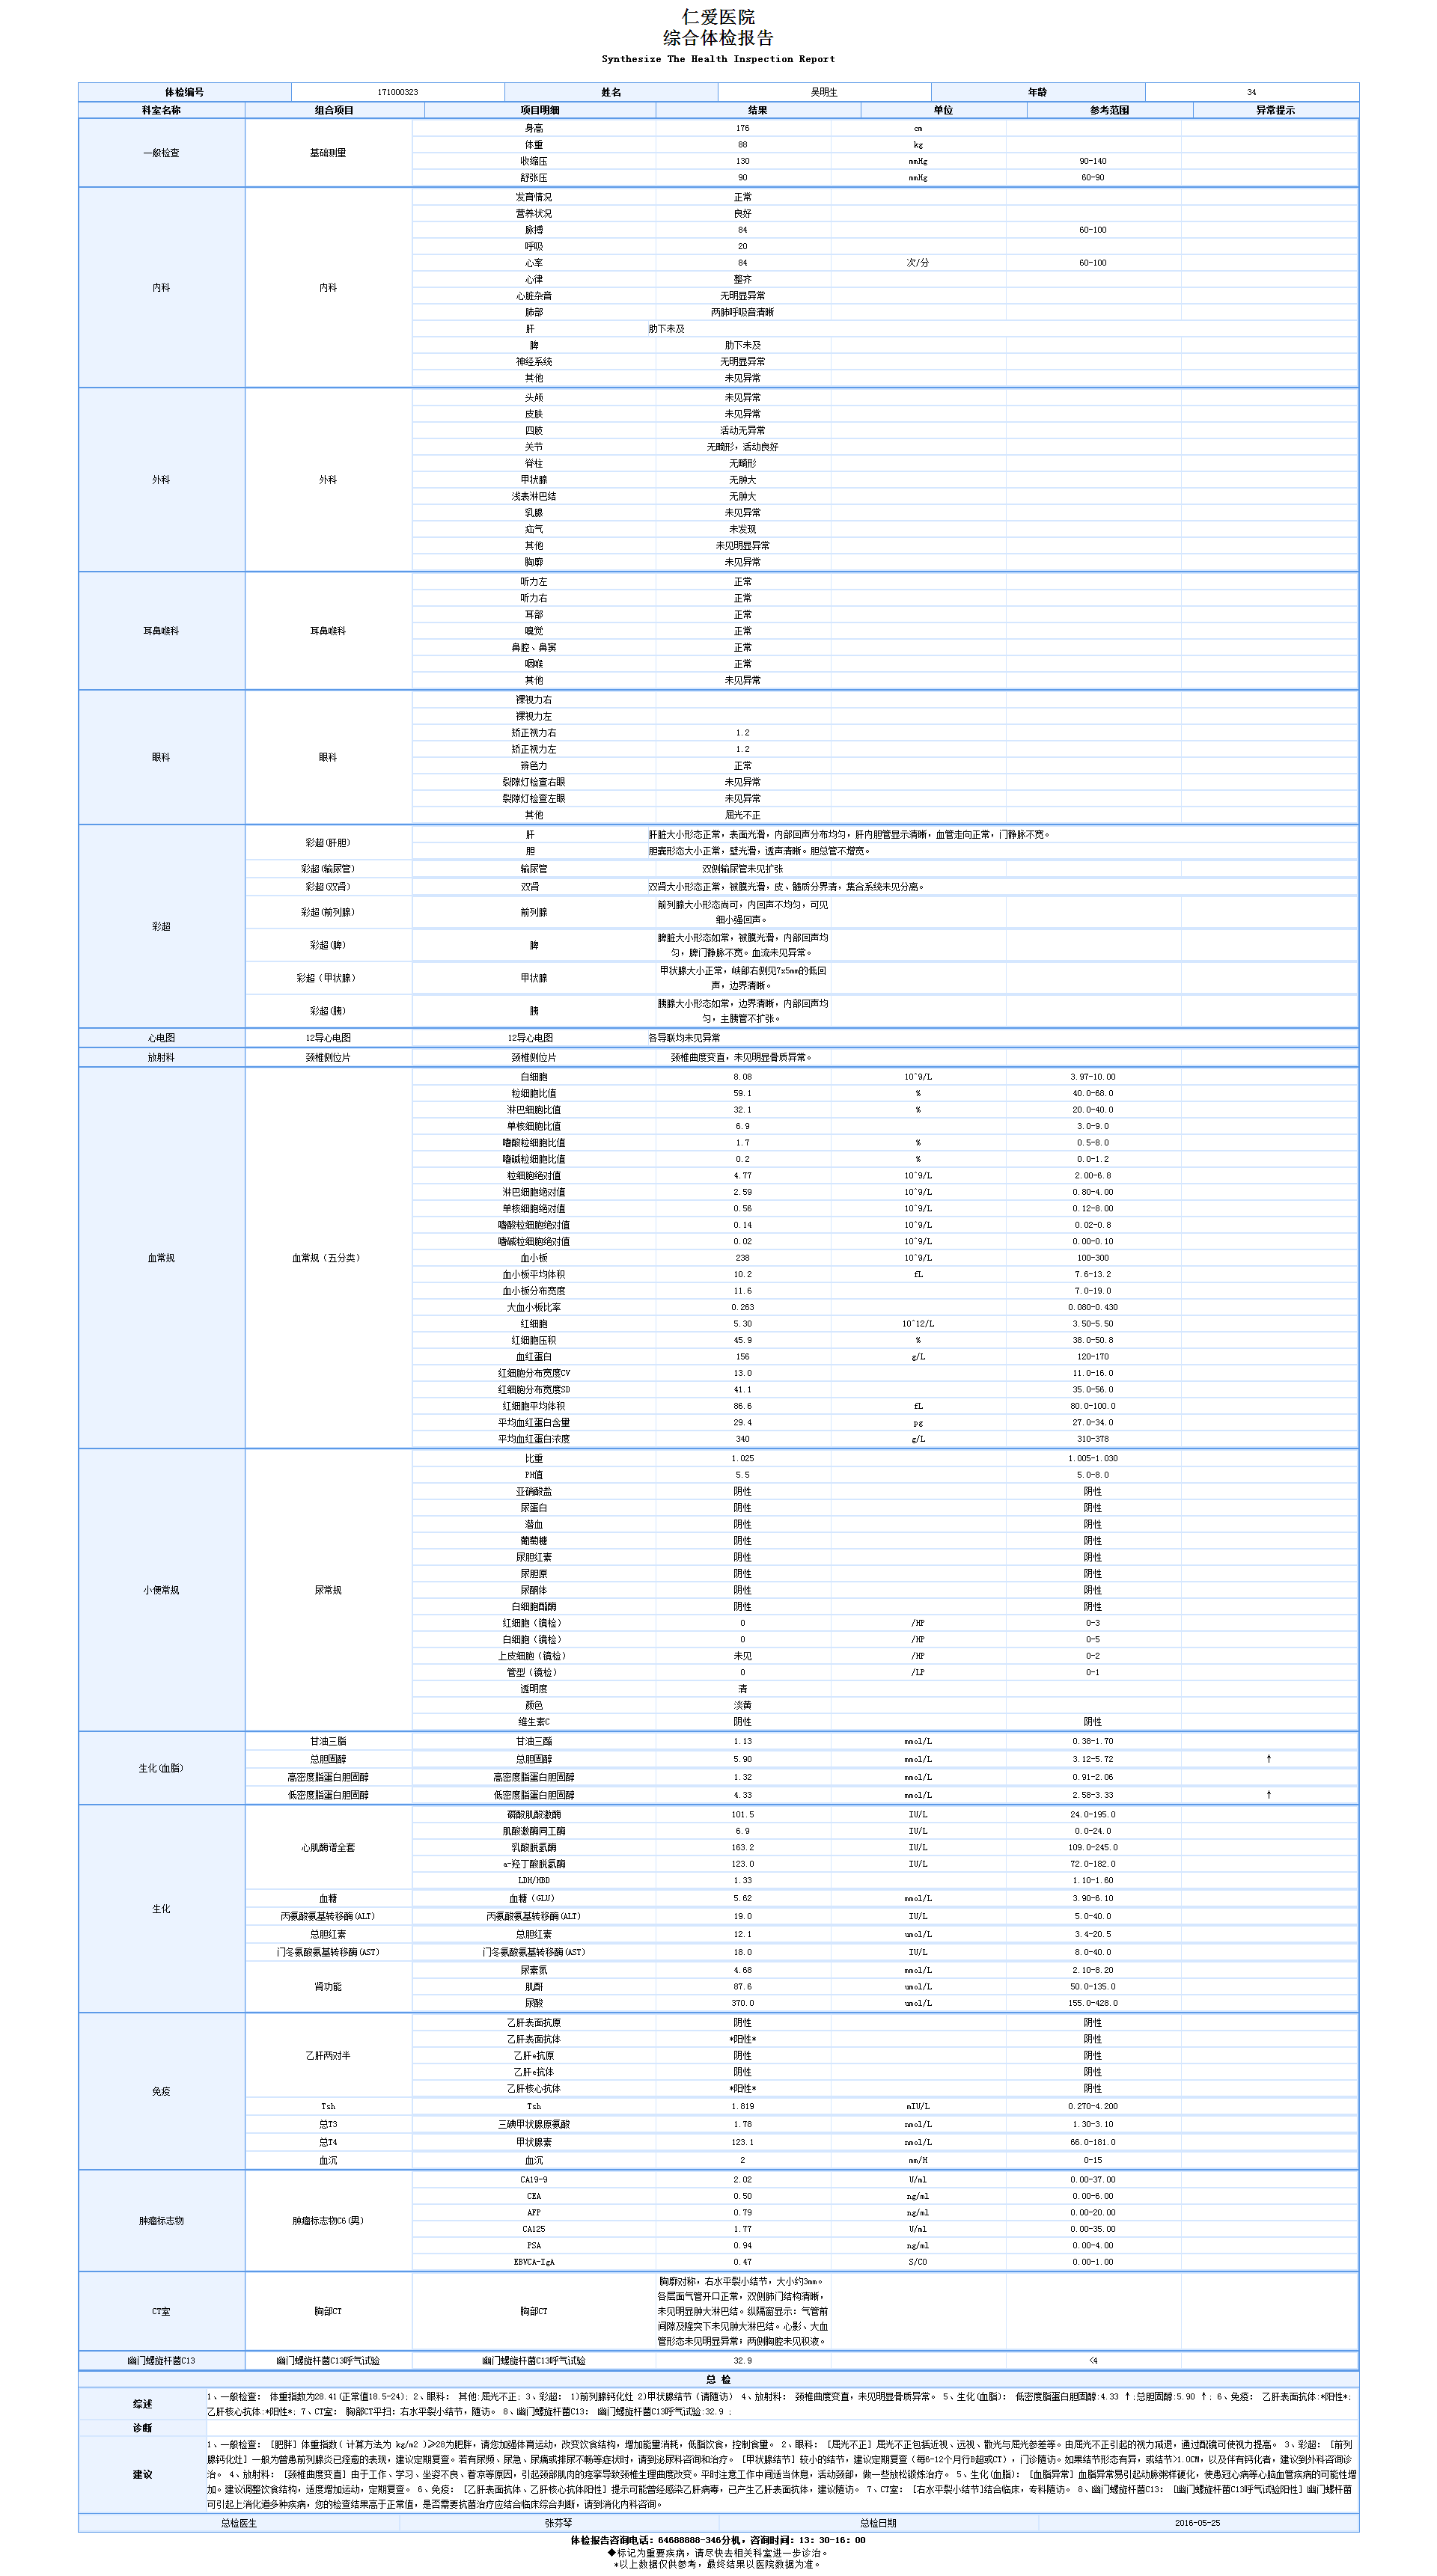 仁爱医院
综合体检报告
Synthesize The Health Inspection Report
体检编号 171000323 姓名 吴明生 年龄 34
科室名称 组合项目 项目明细 结果 单位 参考范围 异常提示
一般检查 基础测量
身高 176 cm
体重 88 kg
收缩压 130 mmHg 90-140
舒张压 90 mmHg 60-90
内科 内科
发育情况 正常
营养状况 良好
脉搏 84 60-100
呼吸 20
心率 84 次/分 60-100
心律 整齐
心脏杂音 无明显异常
肺部 两肺呼吸音清晰
肝 肋下未及
脾 肋下未及
神经系统 无明显异常
其他 未见异常
外科 外科
头颅 未见异常
皮肤 未见异常
四肢 活动无异常
关节 无畸形，活动良好
脊柱 无畸形
甲状腺 无肿大
浅表淋巴结 无肿大
乳腺 未见异常
疝气 未发现
其他 未见明显异常
胸廓 未见异常
耳鼻喉科 耳鼻喉科
听力左 正常
听力右 正常
耳部 正常
嗅觉 正常
鼻腔、鼻窦 正常
咽喉 正常
其他 未见异常
眼科 眼科
裸视力右
裸视力左
矫正视力右 1.2
矫正视力左 1.2
辨色力 正常
裂隙灯检查右眼 未见异常
裂隙灯检查左眼 未见异常
其他 屈光不正
彩超
彩超(肝胆) 肝 肝脏大小形态正常，表面光滑，内部回声分布均匀，肝内胆管显示清晰，血管走向正常，门静脉不宽。
胆 胆囊形态大小正常，壁光滑，透声清晰。胆总管不增宽。
彩超(输尿管) 输尿管 双侧输尿管未见扩张
彩超(双肾) 双肾 双肾大小形态正常，被膜光滑，皮、髓质分界清，集合系统未见分离。
彩超(前列腺) 前列腺 前列腺大小形态尚可，内回声不均匀，可见
细小强回声。
彩超(脾) 脾 脾脏大小形态如常，被膜光滑，内部回声均
匀，脾门静脉不宽。血流未见异常。
彩超（甲状腺） 甲状腺 甲状腺大小正常，峡部右侧见7x5mm的低回
声，边界清晰。
彩超(胰) 胰 胰腺大小形态如常，边界清晰，内部回声均
匀，主胰管不扩张。
心电图 12导心电图 12导心电图 各导联均未见异常
放射科 颈椎侧位片 颈椎侧位片 颈椎曲度变直，未见明显骨质异常。
血常规 血常规（五分类）
白细胞 8.08 10^9/L 3.97-10.00
粒细胞比值 59.1 % 40.0-68.0
淋巴细胞比值 32.1 % 20.0-40.0
单核细胞比值 6.9 3.0-9.0
嗜酸粒细胞比值 1.7 % 0.5-8.0
嗜碱粒细胞比值 0.2 % 0.0-1.2
粒细胞绝对值 4.77 10^9/L 2.00-6.8
淋巴细胞绝对值 2.59 10^9/L 0.80-4.00
单核细胞绝对值 0.56 10^9/L 0.12-8.00
嗜酸粒细胞绝对值 0.14 10^9/L 0.02-0.8
嗜碱粒细胞绝对值 0.02 10^9/L 0.00-0.10
血小板 238 10^9/L 100-300
血小板平均体积 10.2 fL 7.6-13.2
血小板分布宽度 11.6 7.0-19.0
大血小板比率 0.263 0.080-0.430
红细胞 5.30 10^12/L 3.50-5.50
红细胞压积 45.9 % 38.0-50.8
血红蛋白 156 g/L 120-170
红细胞分布宽度CV 13.0 11.0-16.0
红细胞分布宽度SD 41.1 35.0-56.0
红细胞平均体积 86.6 fL 80.0-100.0
平均血红蛋白含量 29.4 pg 27.0-34.0
平均血红蛋白浓度 340 g/L 310-378
小便常规 尿常规
比重 1.025 1.005-1.030
PH值 5.5 5.0-8.0
亚硝酸盐 阴性 阴性
尿蛋白 阴性 阴性
潜血 阴性 阴性
葡萄糖 阴性 阴性
尿胆红素 阴性 阴性
尿胆原 阴性 阴性
尿酮体 阴性 阴性
白细胞酯酶 阴性 阴性
红细胞（镜检） 0 /HP 0-3
白细胞（镜检） 0 /HP 0-5
上皮细胞（镜检） 未见 /HP 0-2
管型（镜检） 0 /LP 0-1
透明度 清
颜色 淡黄
维生素C 阴性 阴性
生化(血脂)
甘油三脂 甘油三酯 1.13 mmol/L 0.38-1.70
总胆固醇 总胆固醇 5.90 mmol/L 3.12-5.72 ↑
高密度脂蛋白胆固醇 高密度脂蛋白胆固醇 1.32 mmol/L 0.91-2.06
低密度脂蛋白胆固醇 低密度脂蛋白胆固醇 4.33 mmol/L 2.58-3.33 ↑
生化
心肌酶谱全套
磷酸肌酸激酶 101.5 IU/L 24.0-195.0
肌酸激酶同工酶 6.9 IU/L 0.0-24.0
乳酸脱氢酶 163.2 IU/L 109.0-245.0
a-羟丁酸脱氢酶 123.0 IU/L 72.0-182.0
LDH/HBD 1.33 1.10-1.60
血糖 血糖（GLU） 5.62 mmol/L 3.90-6.10
丙氨酸氨基转移酶(ALT) 丙氨酸氨基转移酶(ALT) 19.0 IU/L 5.0-40.0
总胆红素 总胆红素 12.1 umol/L 3.4-20.5
门冬氨酸氨基转移酶(AST) 门冬氨酸氨基转移酶(AST) 18.0 IU/L 8.0-40.0
肾功能
尿素氮 4.68 mmol/L 2.10-8.20
肌酐 87.6 umol/L 50.0-135.0
尿酸 370.0 umol/L 155.0-428.0
免疫
乙肝两对半
乙肝表面抗原 阴性 阴性
乙肝表面抗体 *阳性* 阴性
乙肝e抗原 阴性 阴性
乙肝e抗体 阴性 阴性
乙肝核心抗体 *阳性* 阴性
Tsh Tsh 1.819 mIU/L 0.270-4.200
总T3 三碘甲状腺原氨酸 1.78 nmol/L 1.30-3.10
总T4 甲状腺素 123.1 nmol/L 66.0-181.0
血沉 血沉 2 mm/H 0-15
肿瘤标志物 肿瘤标志物C6(男)
CA19-9 2.02 U/ml 0.00-37.00
CEA 0.50 ng/ml 0.00-6.00
AFP 0.79 ng/ml 0.00-20.00
CA125 1.77 U/ml 0.00-35.00
PSA 0.94 ng/ml 0.00-4.00
EBVCA-IgA 0.47 S/CO 0.00-1.00
CT室 胸部CT 胸部CT
胸廓对称，右水平裂小结节，大小约3mm。
各层面气管开口正常，双侧肺门结构清晰，
未见明显肿大淋巴结。纵隔窗显示：气管前
间隙及隆突下未见肿大淋巴结。心影、大血
管形态未见明显异常；两侧胸腔未见积液。
幽门螺旋杆菌C13 幽门螺旋杆菌C13呼气试验 幽门螺旋杆菌C13呼气试验 32.9 <4
总 检
综述
1、一般检查： 体重指数为28.41(正常值18.5-24)；2、眼科： 其他:屈光不正；3、彩超： 1)前列腺钙化灶 2)甲状腺结节（请随访） 4、放射科： 颈椎曲度变直，未见明显骨质异常。 5、生化(血脂)： 低密度脂蛋白胆固醇:4.33 ↑;总胆固醇:5.90 ↑；6、免疫： 乙肝表面抗体:*阳性*;
乙肝核心抗体:*阳性*；7、CT室： 胸部CT平扫：右水平裂小结节，随访。 8、幽门螺旋杆菌C13： 幽门螺旋杆菌C13呼气试验:32.9 ；
诊断
建议
1、一般检查： [肥胖] 体重指数( 计算方法为 kg/m2 )≥28为肥胖，请您加强体育运动，改变饮食结构，增加能量消耗，低脂饮食，控制食量。 2、眼科： [屈光不正] 屈光不正包括近视、远视、散光与屈光参差等。由屈光不正引起的视力减退，通过配镜可使视力提高。 3、彩超： [前列
腺钙化灶] 一般为曾患前列腺炎已痊愈的表现，建议定期复查。若有尿频、尿急、尿痛或排尿不畅等症状时，请到泌尿科咨询和治疗。 [甲状腺结节] 较小的结节，建议定期复查（每6-12个月行B超或CT），门诊随访。如果结节形态有异，或结节>1.0CM，以及伴有钙化者，建议到外科咨询诊
治。 4、放射科： [颈椎曲度变直] 由于工作、学习、坐姿不良、着凉等原因，引起颈部肌肉的痉挛导致颈椎生理曲度改变。平时注意工作中间适当休息，活动颈部，做一些放松锻炼治疗。 5、生化(血脂)： [血脂异常] 血脂异常易引起动脉粥样硬化，使患冠心病等心脑血管疾病的可能性增
加。建议调整饮食结构，适度增加运动，定期复查。 6、免疫： [乙肝表面抗体、乙肝核心抗体阳性] 提示可能曾经感染乙肝病毒，已产生乙肝表面抗体，建议随访。 7、CT室： [右水平裂小结节]结合临床，专科随访。 8、幽门螺旋杆菌C13： [幽门螺旋杆菌C13呼气试验阳性] 幽门螺杆菌
可引起上消化道多种疾病，您的检查结果高于正常值，是否需要抗菌治疗应结合临床综合判断，请到消化内科咨询。
总检医生 张芬琴 总检日期 2016-05-25
体检报告咨询电话：64688888-346分机，咨询时间：13：30-16：00
◆标记为重要疾病，请尽快去相关科室进一步诊治。
*以上数据仅供参考，最终结果以医院数据为准。